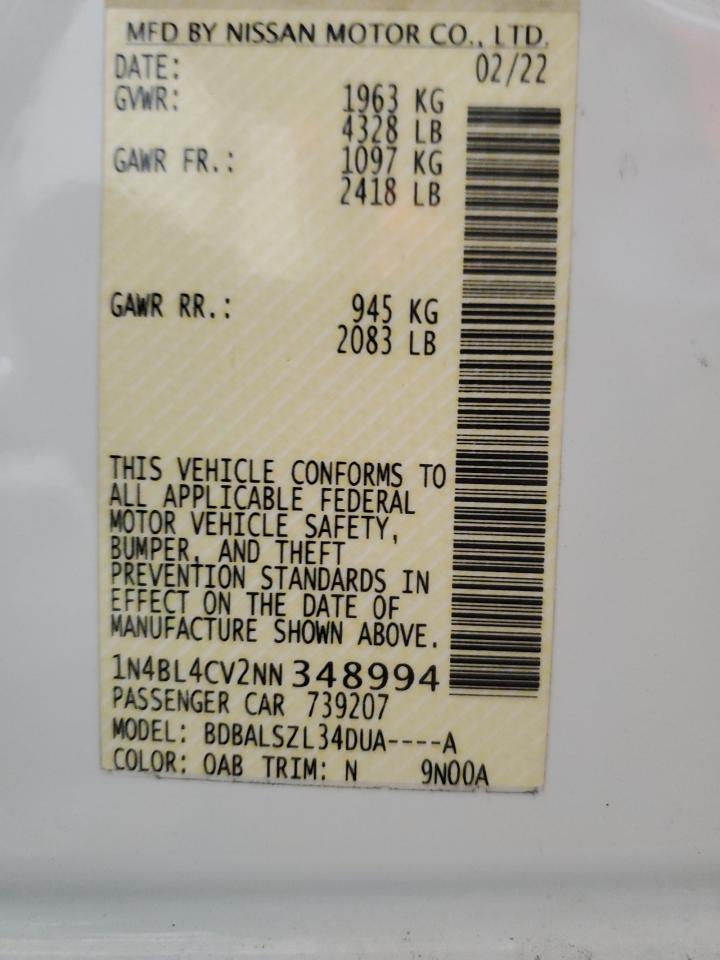 MFD BY NISSAN MOTOR CO., LTD.
DATE: 02/22
GVWR: 1963 KG
4328 LB
GAWR FR.: 1097 KG
2418 LB
GAWR RR.: 945 KG
2083 LB
THIS VEHICLE CONFORMS TO
ALL APPLICABLE FEDERAL
MOTOR VEHICLE SAFETY,
BUMPER, AND THEFT
PREVENTION STANDARDS IN
EFFECT ON THE DATE OF
MANUFACTURE SHOWN ABOVE.
1N4BL4CV2NN 348994
PASSENGER CAR 739207
MODEL: BDBALSZL34DUA----A
COLOR: QAB TRIM: N 9N00A